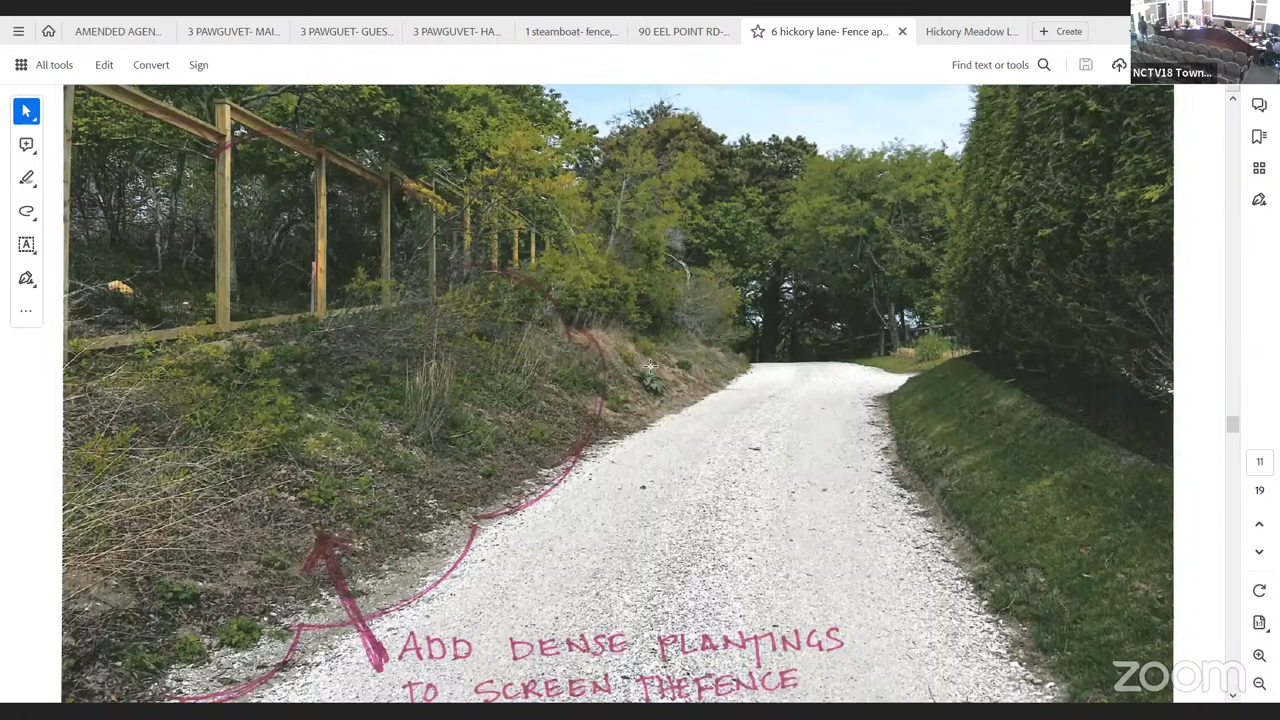 AMENDED AGEN...
3 PAWGUVET- MAI...
3 PAWGUET- GUES...
3 PAWGUVET- HA...
1 steamboat- fence,...
90 EEL POINT RD-...
6 hickory lane- Fence ap...
Hickory Meadow L...
Create
NCTV18 Town...
All tools
Edit
Convert
Sign
Find text or tools
11
19
ADD DENSE PLANTINGS
TO SCREEN THE FENCE
zoom